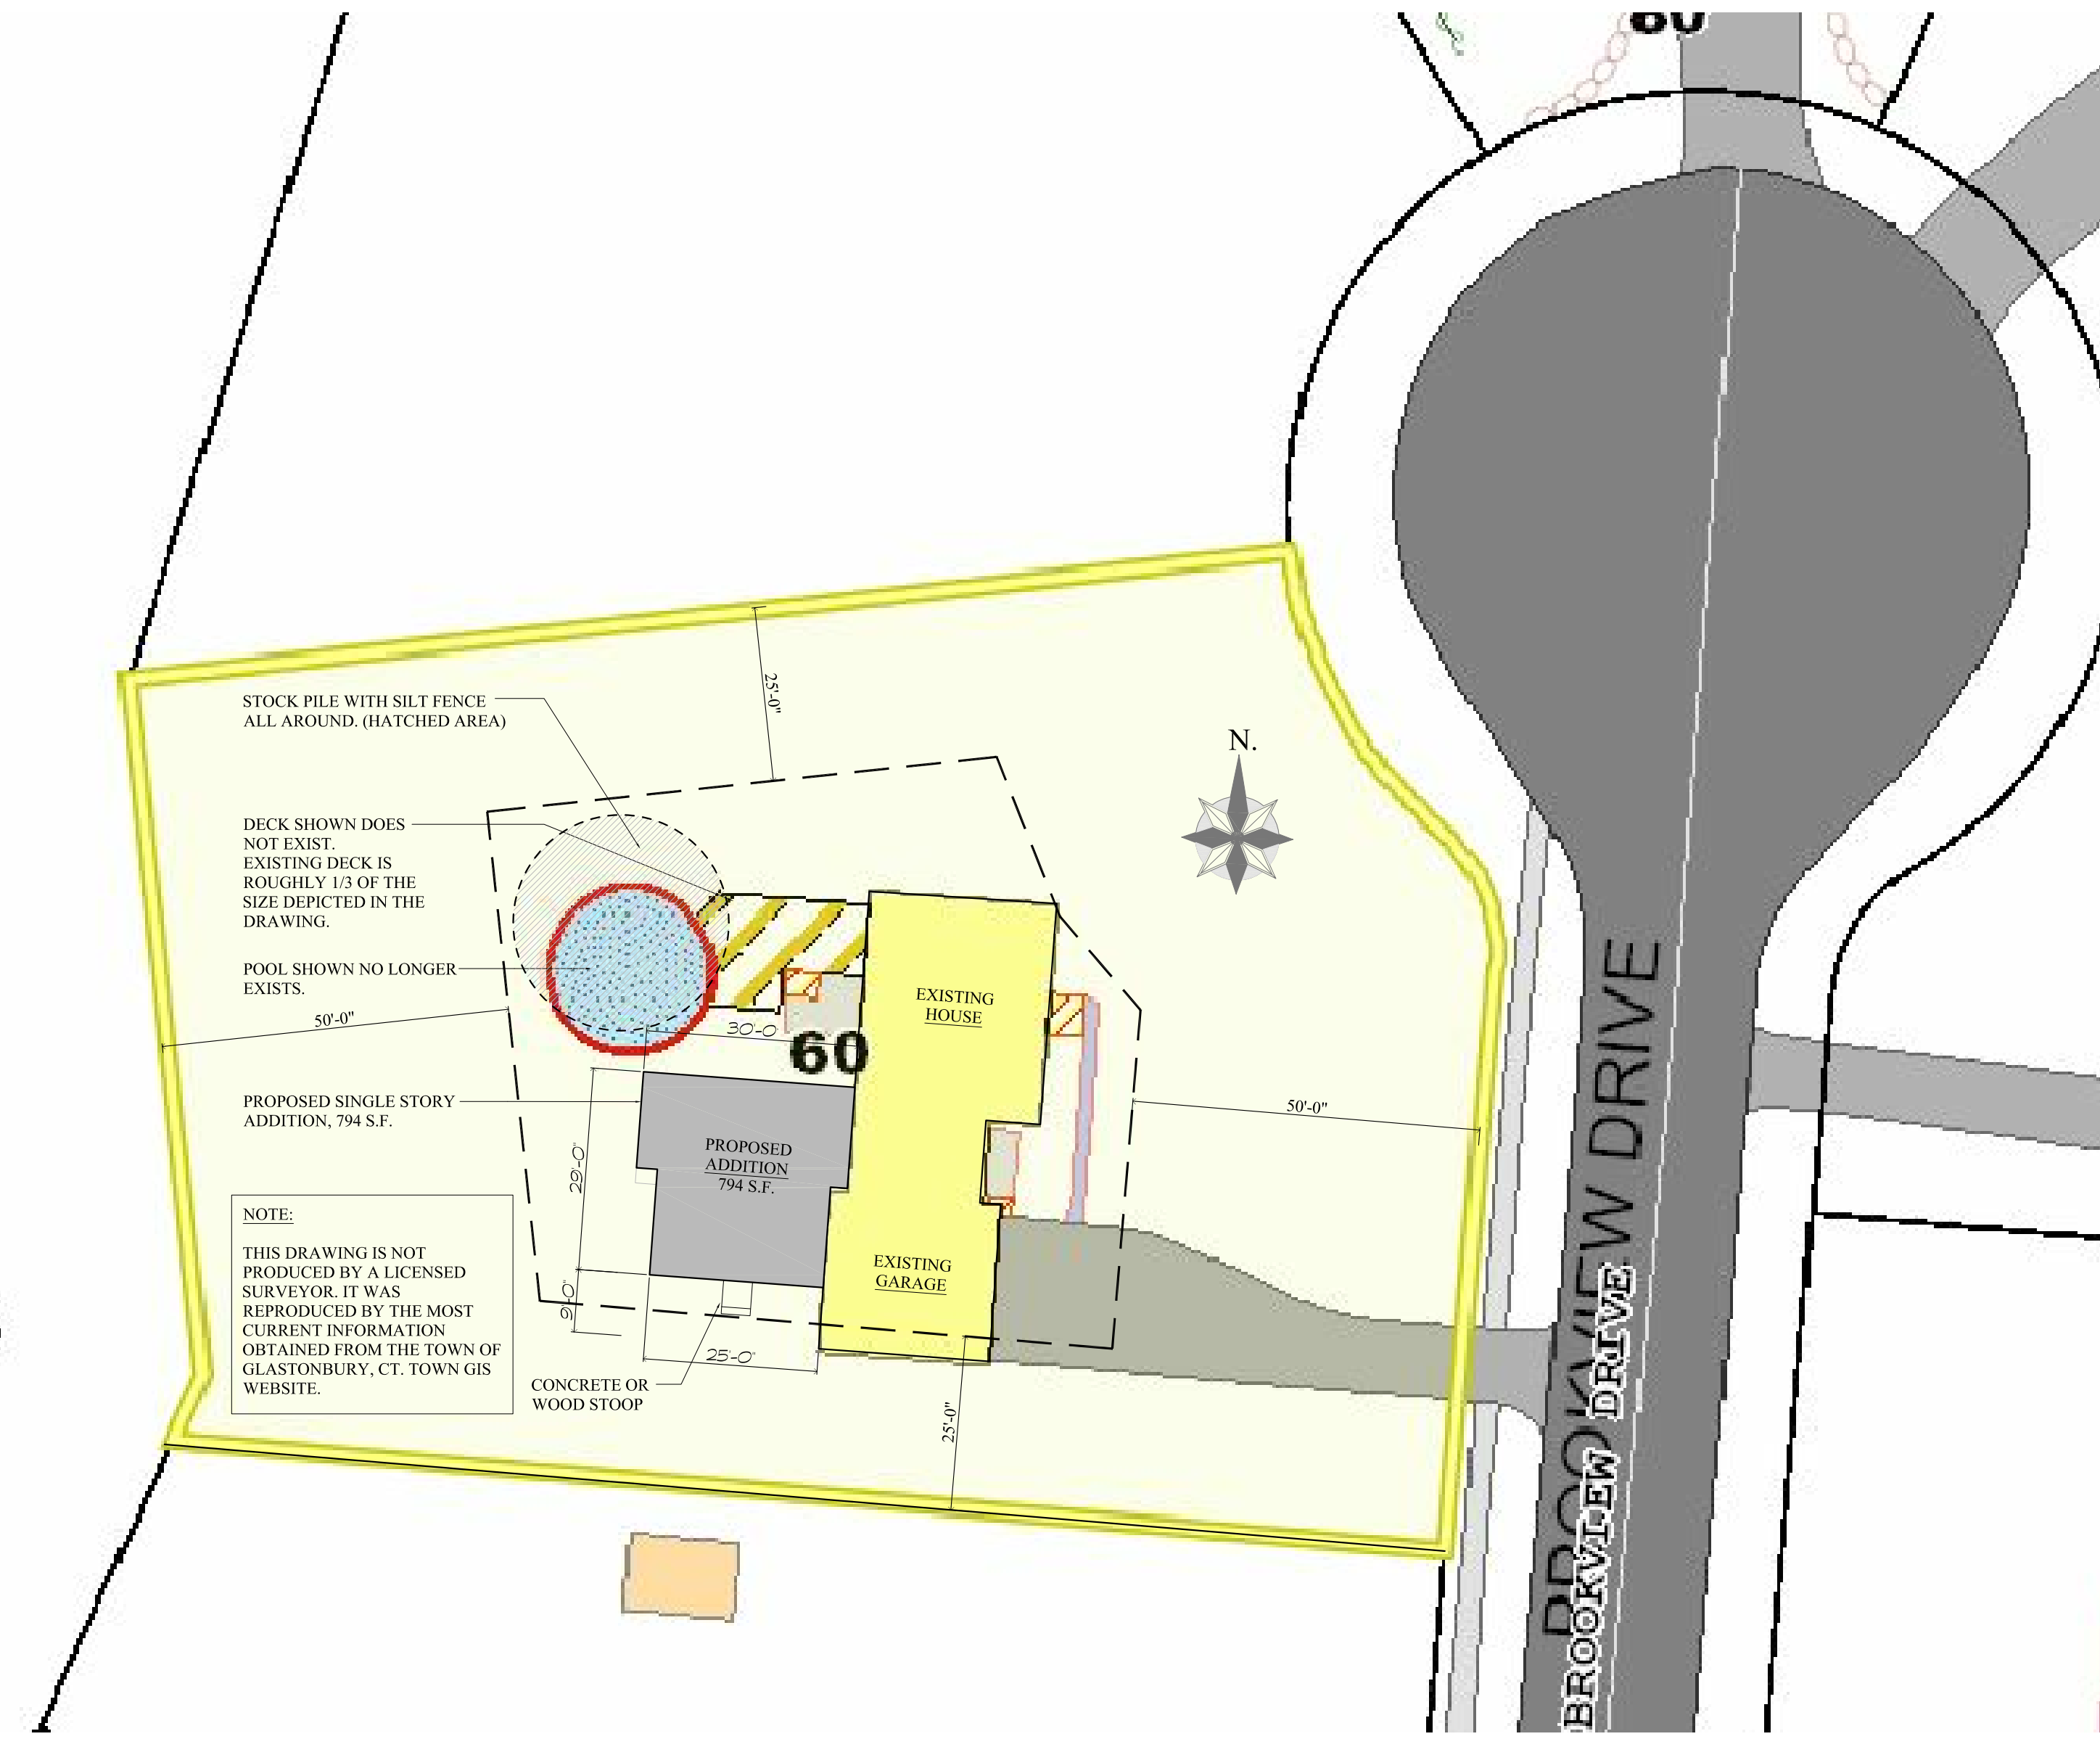 80
STOCK PILE WITH SILT FENCE
ALL AROUND. (HATCHED AREA)
25'-0"
N.
DECK SHOWN DOES
NOT EXIST.
EXISTING DECK IS
ROUGHLY 1/3 OF THE
SIZE DEPICTED IN THE
DRAWING.
POOL SHOWN NO LONGER
EXISTS.
50'-0"
30'-0
60
EXISTING
HOUSE
PROPOSED SINGLE STORY
ADDITION, 794 S.F.
50'-0"
29'-0"
PROPOSED
ADDITION
794 S.F.
NOTE:
THIS DRAWING IS NOT
PRODUCED BY A LICENSED
SURVEYOR. IT WAS
REPRODUCED BY THE MOST
CURRENT INFORMATION
OBTAINED FROM THE TOWN OF
GLASTONBURY, CT. TOWN GIS
WEBSITE.
EXISTING
GARAGE
9'-0"
25'-0"
CONCRETE OR
WOOD STOOP
25'-0"
BROOKVIEW DRIVE
BROOKVIEW DRIVE